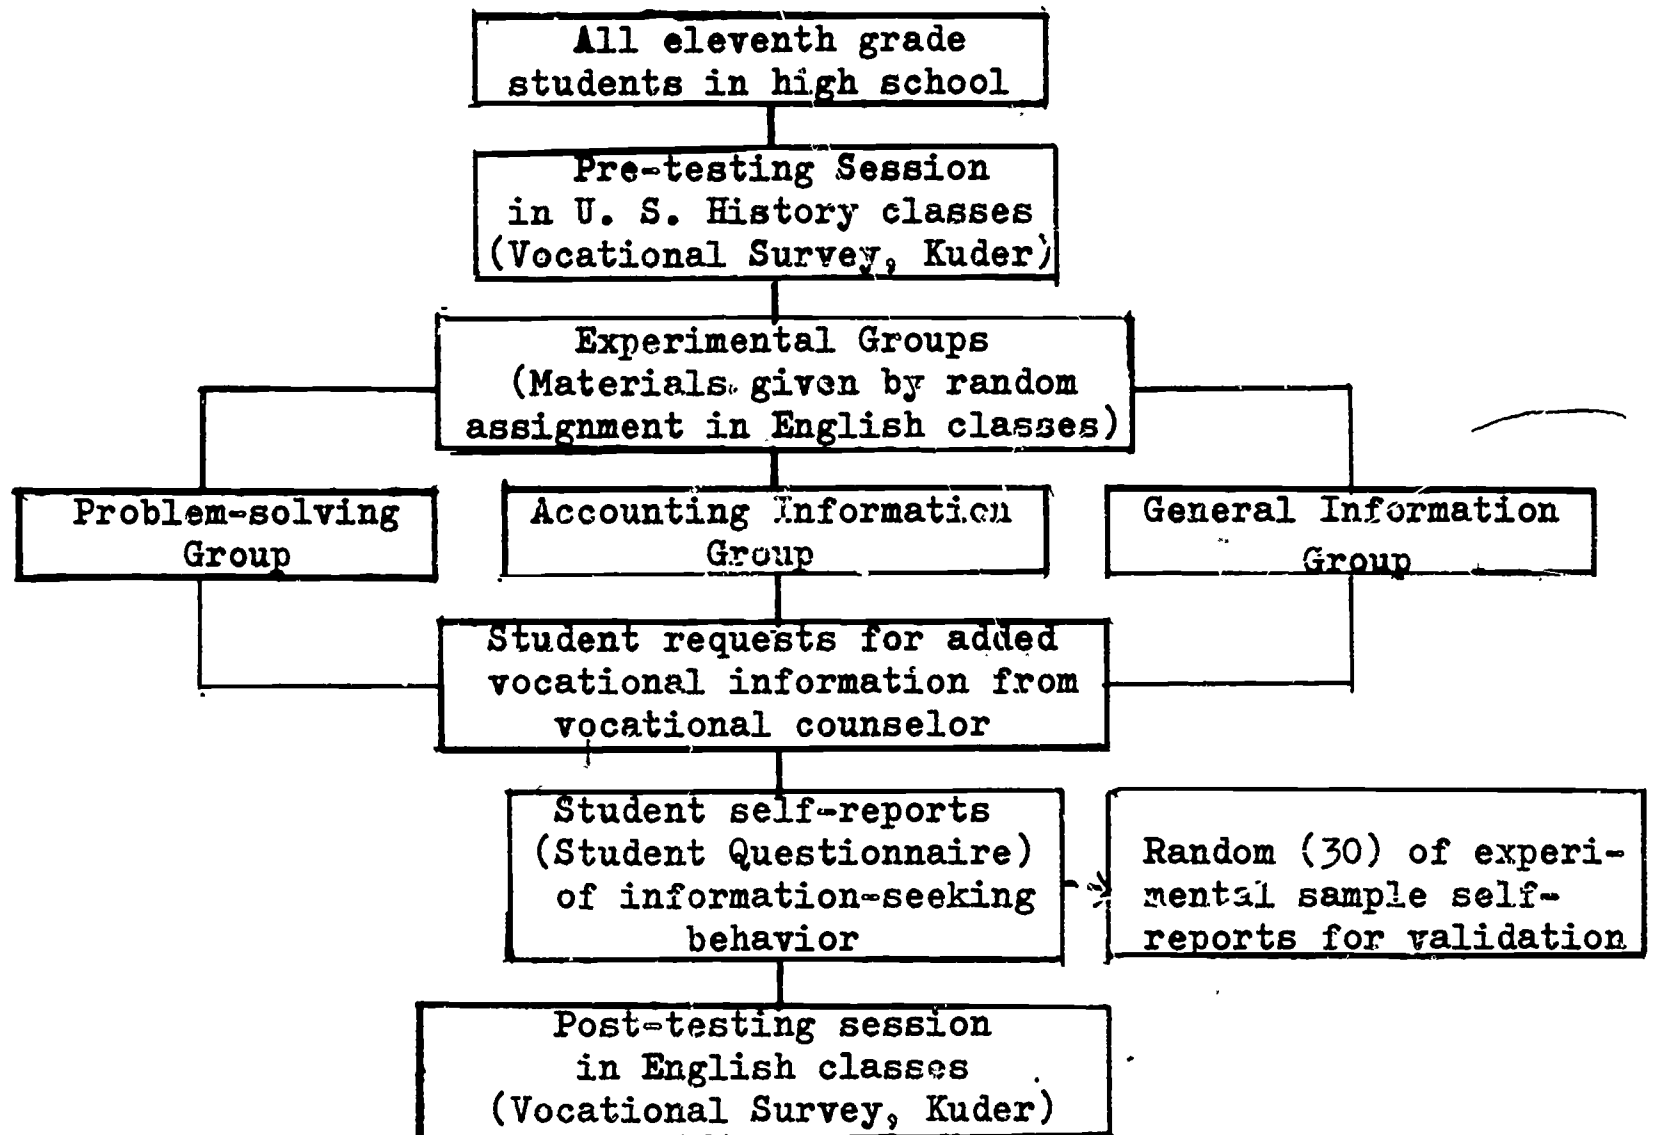 All eleventh grade
students in high school
Pre-testing Session
in U. S. History classes
(Vocational Survey, Kuder)
Experimental Groups
(Materials given by random
assignment in English classes)
Problem-solving
Group
Accounting Information
Group
General Information
Group
Student requests for added
vocational information from
vocational counselor
Student self-reports
(Student Questionnaire)
of information-seeking
behavior
Random (30) of experi-
mental sample self-
reports for validation
Post-testing session
in English classes
(Vocational Survey, Kuder)